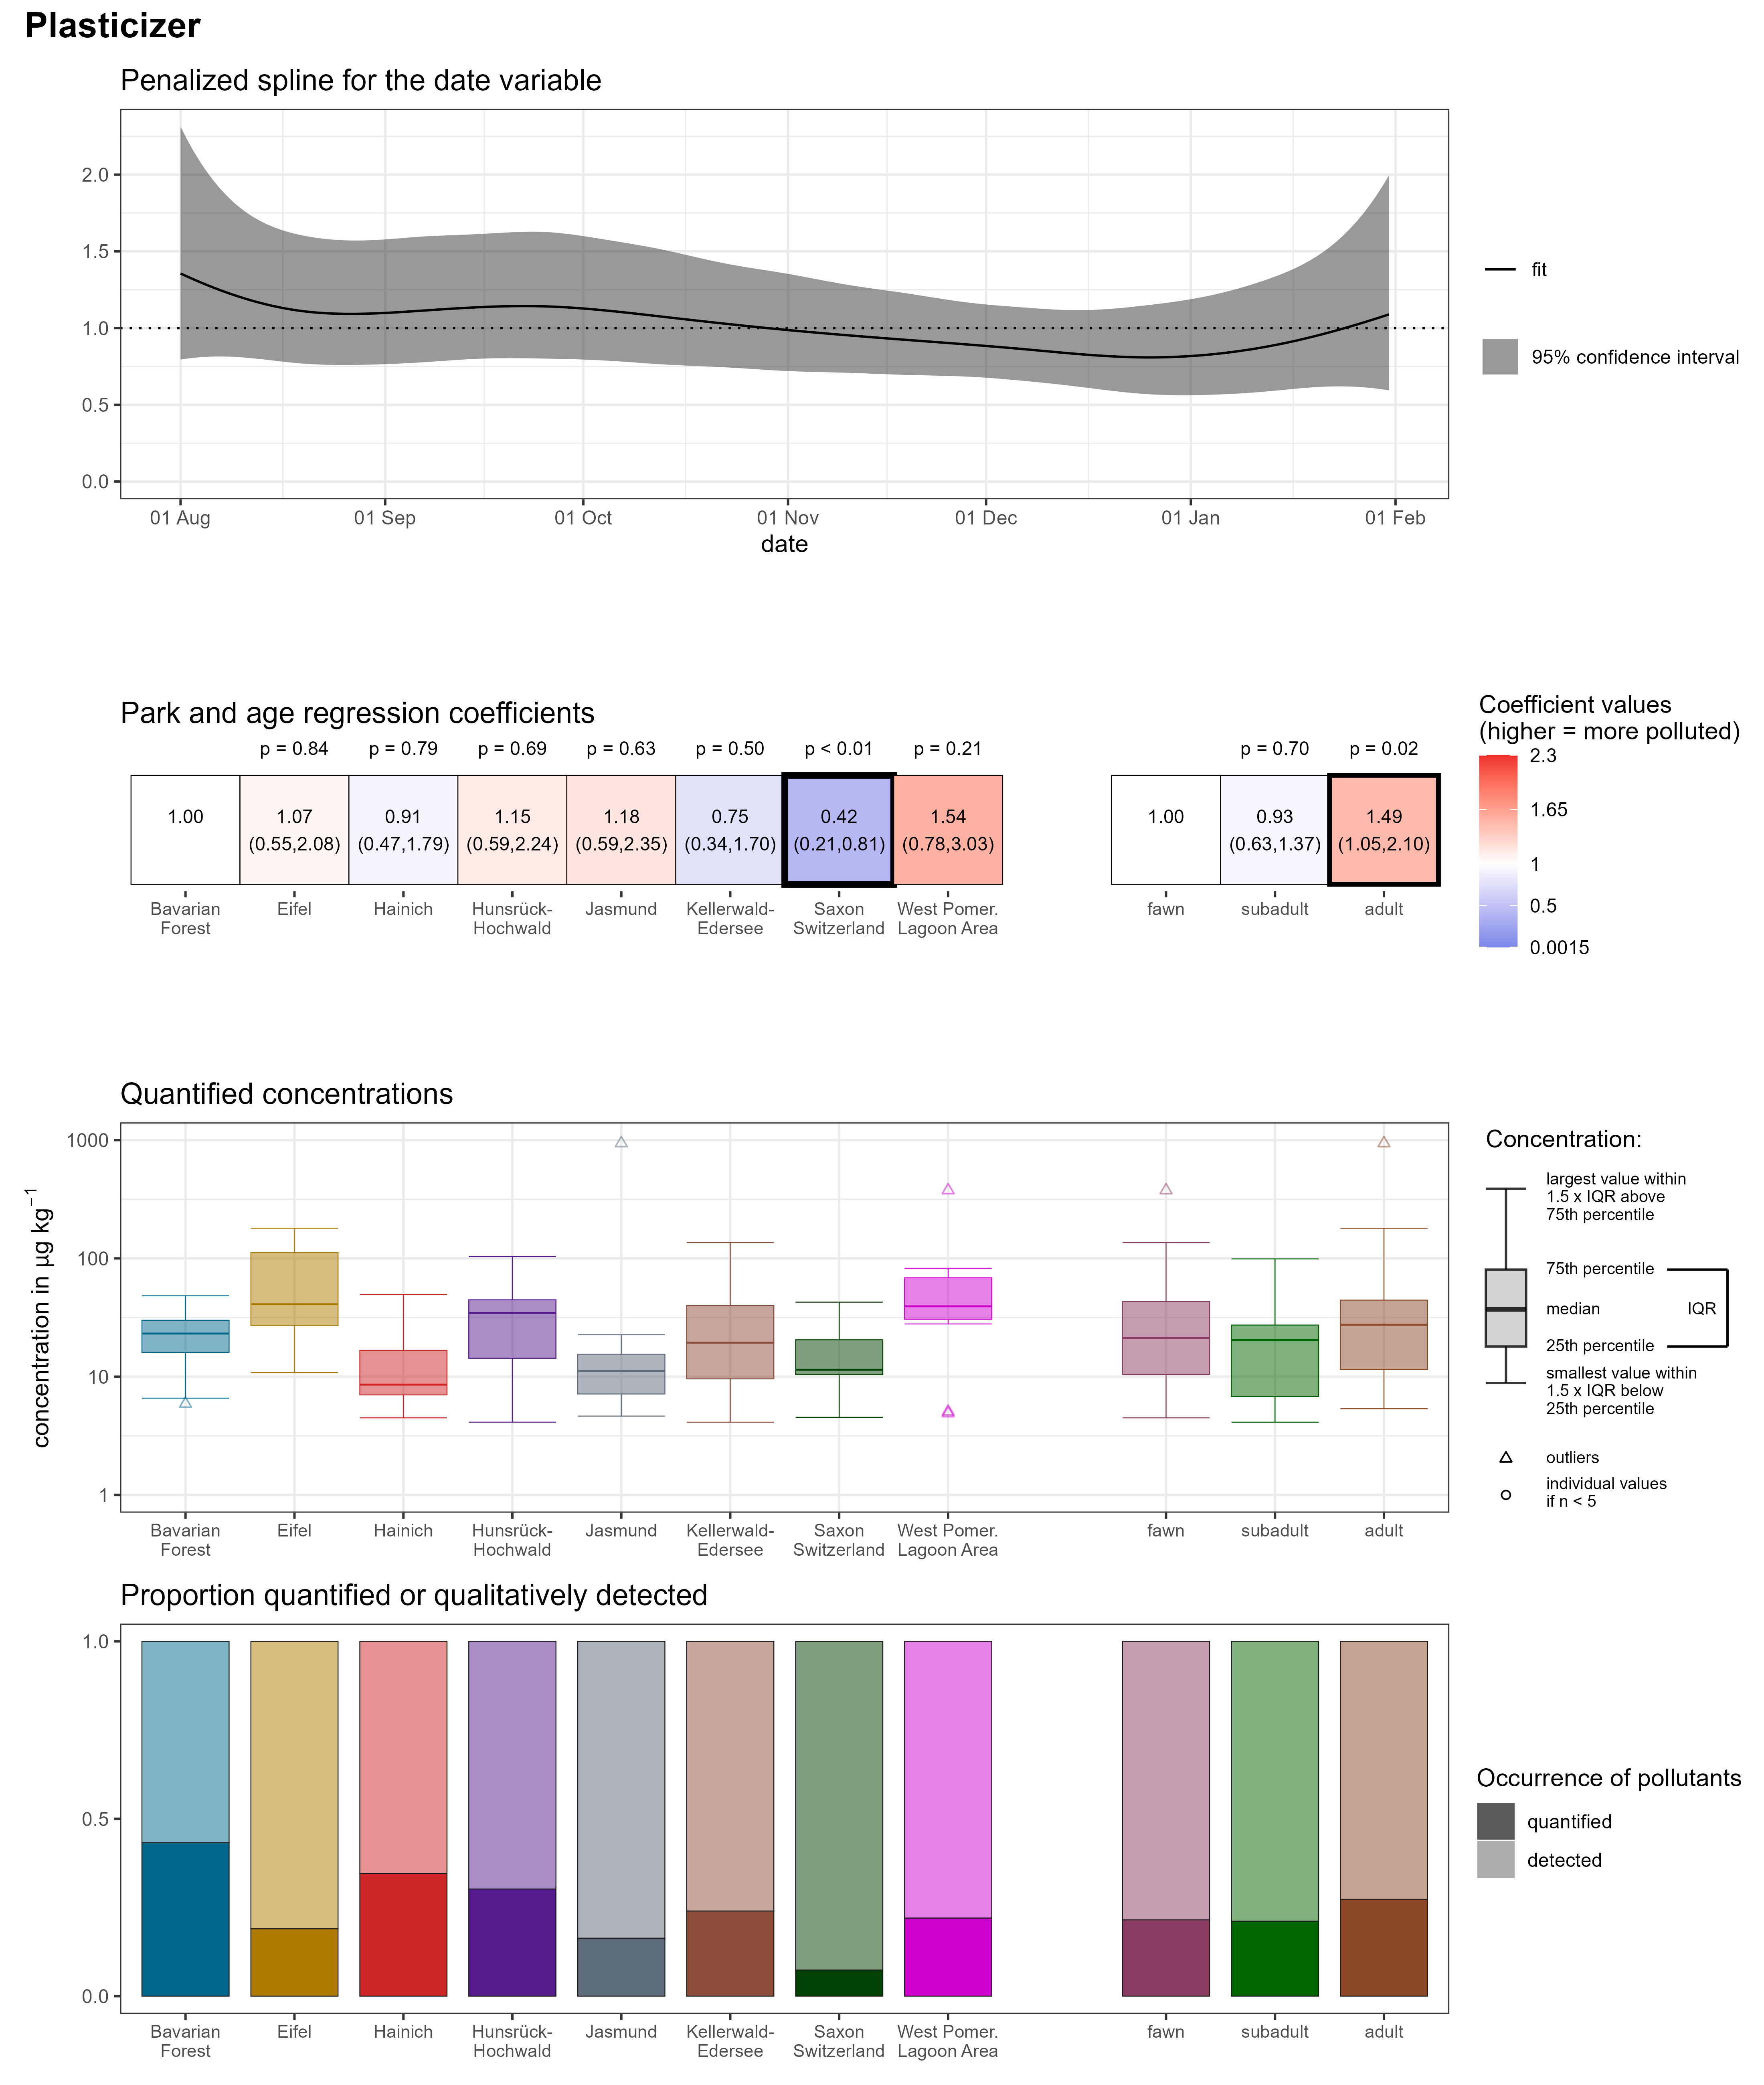 Plasticizer
Penalized spline for the date variable
2.0
1.5
1.0
0.5
0.0
01 Aug 01 Sep 01 Oct 01 Nov 01 Dec 01 Jan 01 Feb
date
fit
95% confidence interval
Park and age regression coefficients
p = 0.84 p = 0.79 p = 0.69 p = 0.63 p = 0.50 p < 0.01 p = 0.21 p = 0.70 p = 0.02
1.00 1.07 0.91 1.15 1.18 0.75 0.42 1.54 1.00 0.93 1.49
(0.55,2.08) (0.47,1.79) (0.59,2.24) (0.59,2.35) (0.34,1.70) (0.21,0.81) (0.78,3.03) (0.63,1.37) (1.05,2.10)
Bavarian Eifel Hainich Hunsrück- Jasmund Kellerwald- Saxon West Pomer. fawn subadult adult
Forest Hochwald Edersee Switzerland Lagoon Area
Coefficient values
(higher = more polluted)
2.3
1.65
1
0.5
0.0015
Quantified concentrations
concentration in µg kg⁻¹
1000
100
10
1
Bavarian Eifel Hainich Hunsrück- Jasmund Kellerwald- Saxon West Pomer. fawn subadult adult
Forest Hochwald Edersee Switzerland Lagoon Area
Concentration:
largest value within
1.5 x IQR above
75th percentile
75th percentile
median IQR
25th percentile
smallest value within
1.5 x IQR below
25th percentile
outliers
individual values
if n < 5
Proportion quantified or qualitatively detected
1.0
0.5
0.0
Bavarian Eifel Hainich Hunsrück- Jasmund Kellerwald- Saxon West Pomer. fawn subadult adult
Forest Hochwald Edersee Switzerland Lagoon Area
Occurrence of pollutants
quantified
detected